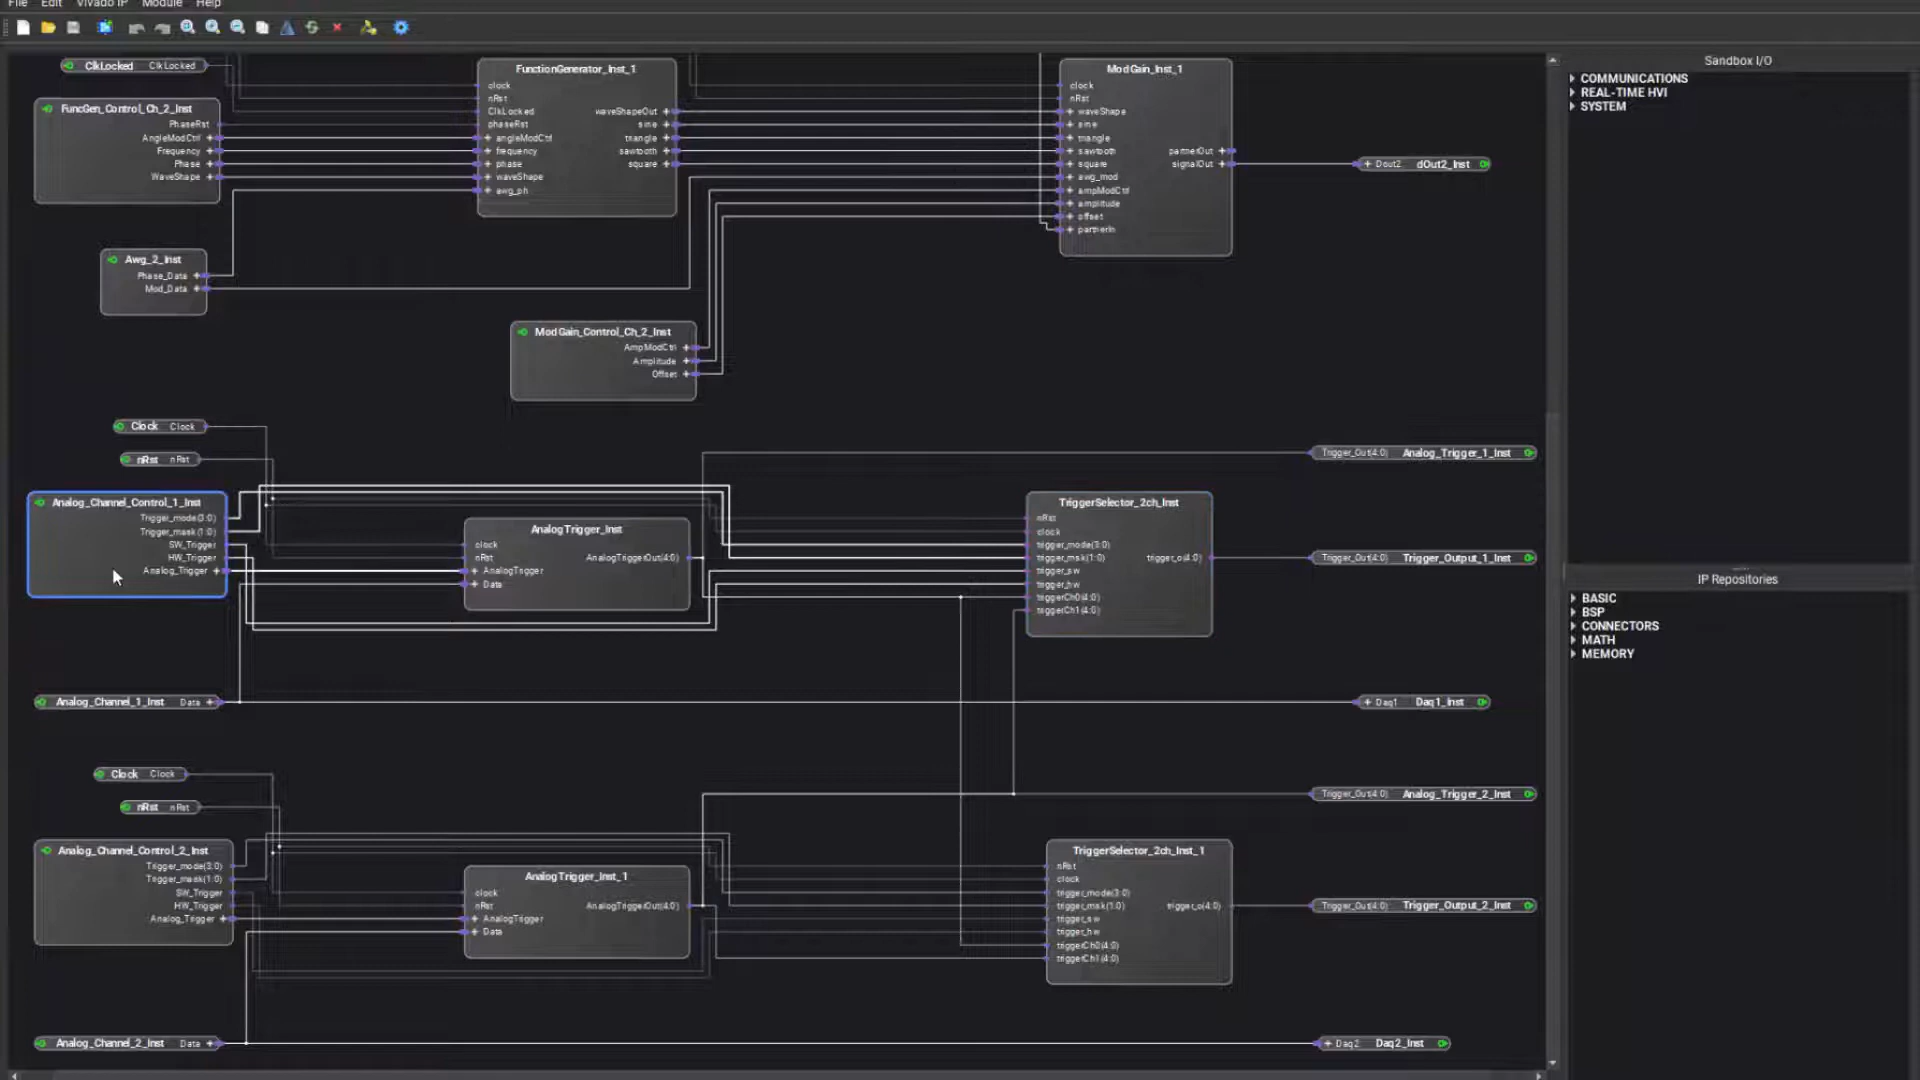 File Edit Vivado IP Module Help
ClkLocked ClkLocked
FuncGen_Control_Ch_2_Inst
PhaseRst
AngleModCtrl
Frequency
Phase
WaveShape
FunctionGenerator_Inst_1
clock
nRst
ClkLocked
phaseRst
angleModCtrl
frequency
phase
waveShape
awg_ph
waveShapeOut
sine
triangle
sawtooth
square
ModGain_Inst_1
clock
nRst
waveShape
sine
triangle
sawtooth
square
awg_mod
ampModCtrl
amplitude
offset
partnerIn
partnerOut
signalOut
Dout2 dOut2_Inst
Awg_2_Inst
Phase_Data
Mod_Data
ModGain_Control_Ch_2_Inst
AmpModCtrl
Amplitude
Offset
Clock Clock
nRst nRst
Trigger_Out(4:0) Analog_Trigger_1_Inst
Analog_Channel_Control_1_Inst
Trigger_mode(3:0)
Trigger_mask(1:0)
SW_Trigger
HW_Trigger
Analog_Trigger
AnalogTrigger_Inst
clock
nRst
AnalogTrigger
Data
AnalogTriggerOut(4:0)
TriggerSelector_2ch_Inst
nRst
clock
trigger_mode(3:0)
trigger_msk(1:0)
trigger_sw
trigger_hw
triggerCh0(4:0)
triggerCh1(4:0)
trigger_o(4:0)
Trigger_Out(4:0) Trigger_Output_1_Inst
Analog_Channel_1_Inst Data
Daq1 Daq1_Inst
Clock Clock
nRst nRst
Trigger_Out(4:0) Analog_Trigger_2_Inst
Analog_Channel_Control_2_Inst
Trigger_mode(3:0)
Trigger_mask(1:0)
SW_Trigger
HW_Trigger
Analog_Trigger
AnalogTrigger_Inst_1
clock
nRst
AnalogTrigger
Data
AnalogTriggerOut(4:0)
TriggerSelector_2ch_Inst_1
nRst
clock
trigger_mode(3:0)
trigger_msk(1:0)
trigger_sw
trigger_hw
triggerCh0(4:0)
triggerCh1(4:0)
trigger_o(4:0)
Trigger_Out(4:0) Trigger_Output_2_Inst
Analog_Channel_2_Inst Data
Daq2 Daq2_Inst
Sandbox I/O
COMMUNICATIONS
REAL-TIME HVI
SYSTEM
IP Repositories
BASIC
BSP
CONNECTORS
MATH
MEMORY